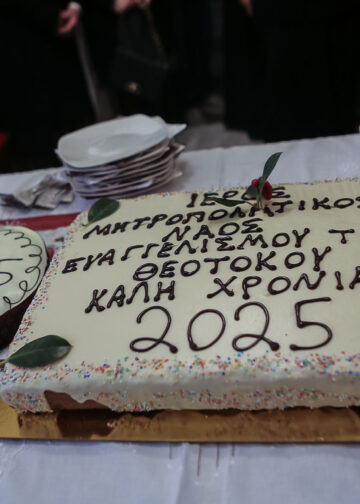 ΙΕΡΟΣ
ΜΗΤΡΟΠΟΛΙΤΙΚΟΣ
ΝΑΟΣ
ΕΥΑΓΓΕΛΙΣΜΟΥ Τ
ΘΕΟΤΟΚΟΥ
ΚΑΛΗ ΧΡΟΝΙΑ
2025